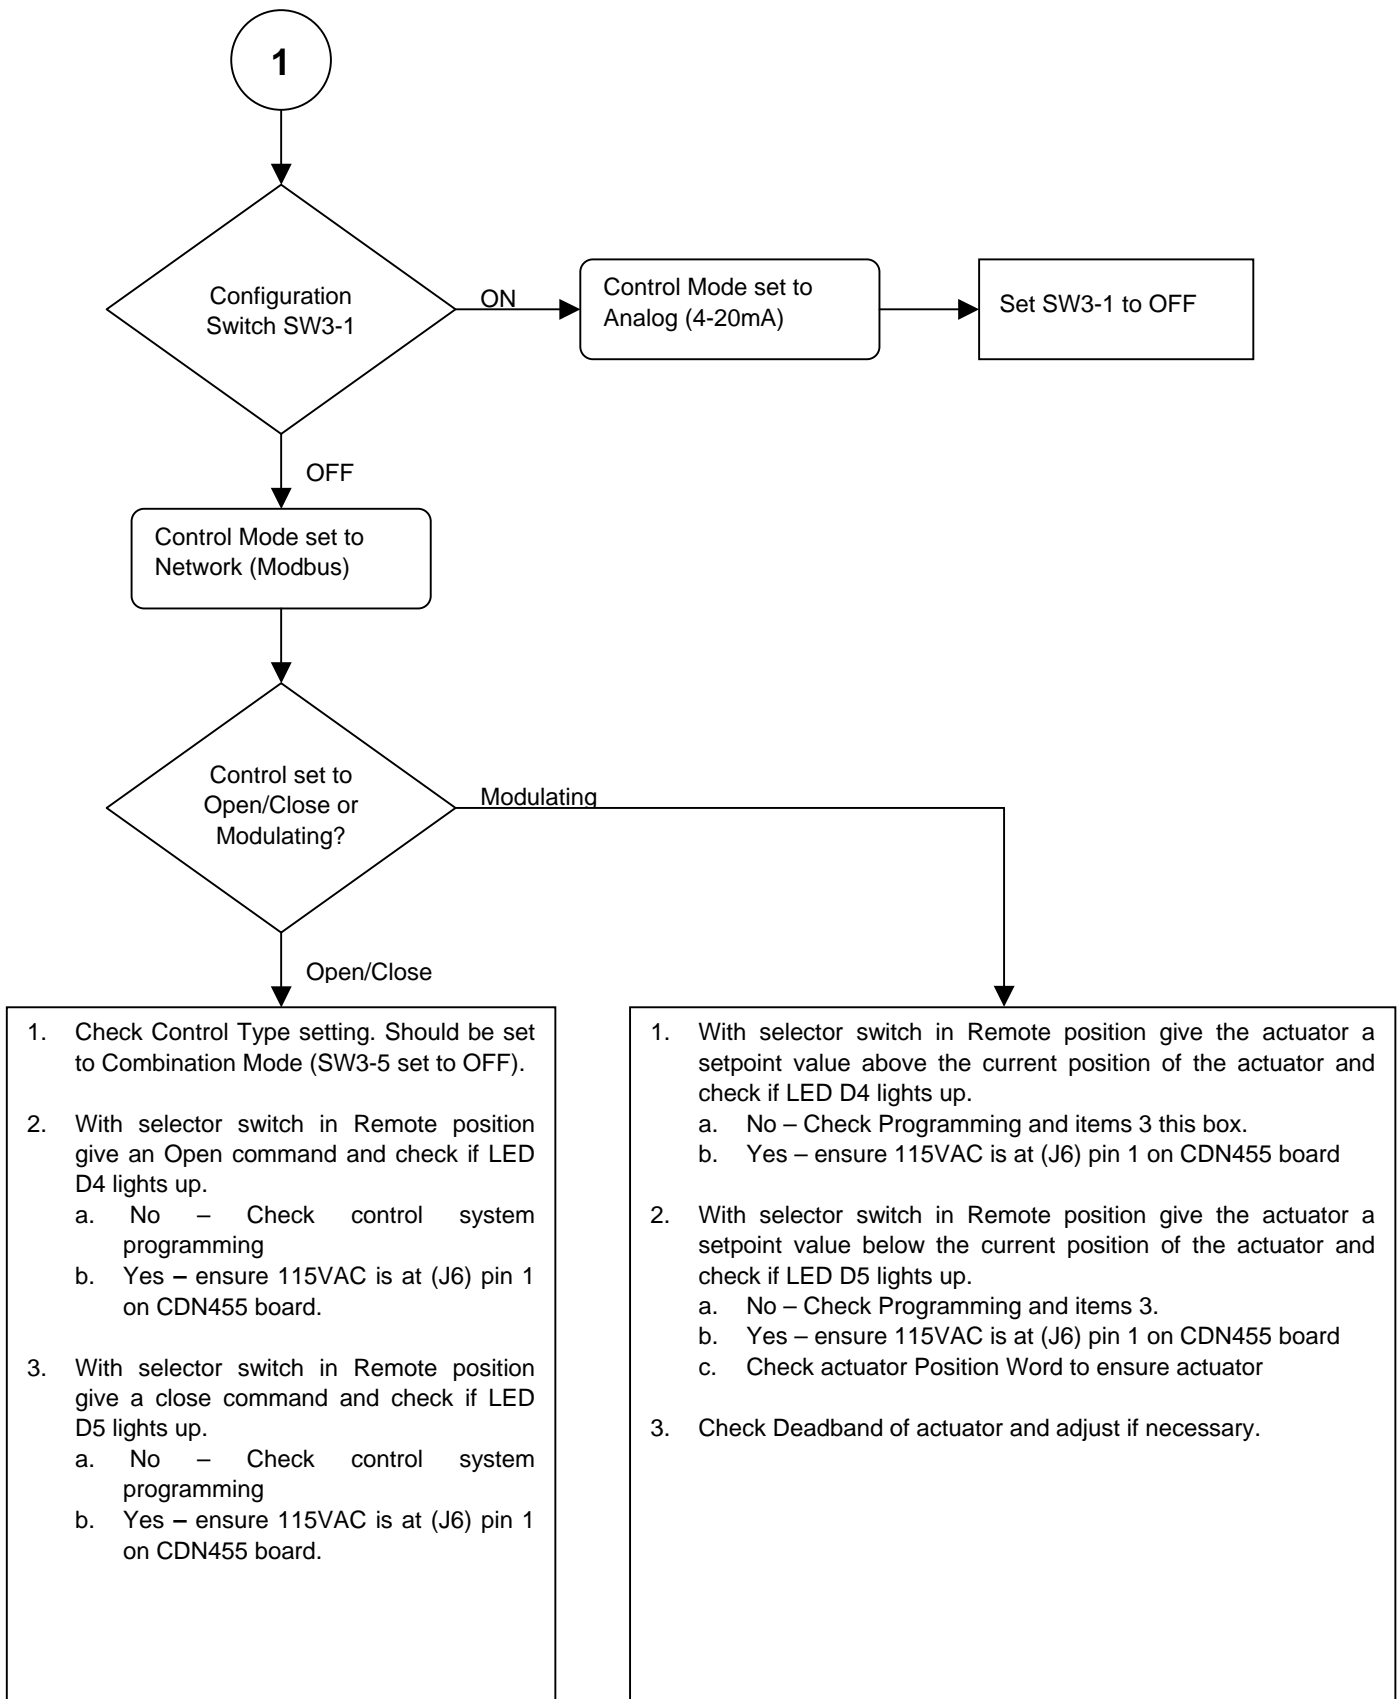 1
Configuration
Switch SW3-1
ON
Control Mode set to
Analog (4-20mA)
Set SW3-1 to OFF
OFF
Control Mode set to
Network (Modbus)
Control set to
Open/Close or
Modulating?
Modulating
Open/Close
1. Check Control Type setting. Should be set
to Combination Mode (SW3-5 set to OFF).
2. With selector switch in Remote position
give an Open command and check if LED
D4 lights up.
a. No – Check control system
programming
b. Yes – ensure 115VAC is at (J6) pin 1
on CDN455 board.
3. With selector switch in Remote position
give a close command and check if LED
D5 lights up.
a. No – Check control system
programming
b. Yes – ensure 115VAC is at (J6) pin 1
on CDN455 board.
1. With selector switch in Remote position give the actuator a
setpoint value above the current position of the actuator and
check if LED D4 lights up.
a. No – Check Programming and items 3 this box.
b. Yes – ensure 115VAC is at (J6) pin 1 on CDN455 board
2. With selector switch in Remote position give the actuator a
setpoint value below the current position of the actuator and
check if LED D5 lights up.
a. No – Check Programming and items 3.
b. Yes – ensure 115VAC is at (J6) pin 1 on CDN455 board
c. Check actuator Position Word to ensure actuator
3. Check Deadband of actuator and adjust if necessary.